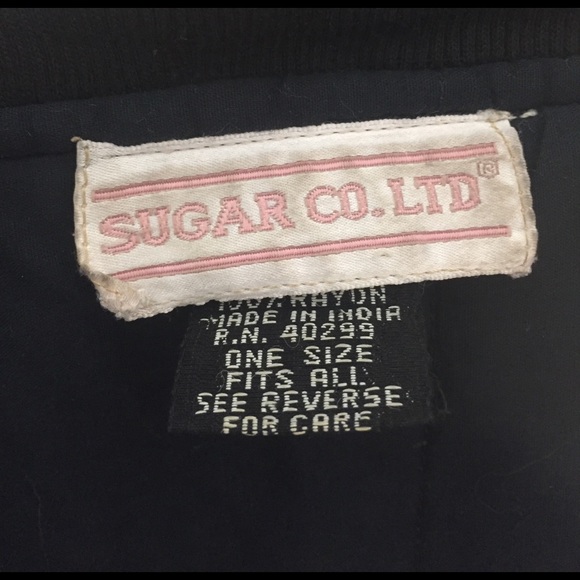 SUGAR CO. LTD ®
100% RAYON
MADE IN INDIA
R.N. 40299
ONE SIZE
FITS ALL
SEE REVERSE
FOR CARE